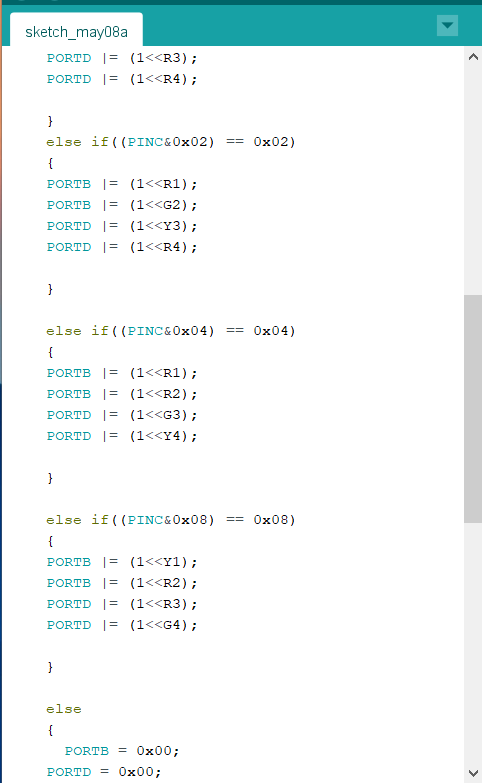 sketch_may08a
PORTD |= (1<<R3);
PORTD |= (1<<R4);
}
else if((PINC&0x02) == 0x02)
{
PORTB |= (1<<R1);
PORTB |= (1<<G2);
PORTD |= (1<<Y3);
PORTD |= (1<<R4);
}
else if((PINC&0x04) == 0x04)
{
PORTB |= (1<<R1);
PORTB |= (1<<R2);
PORTD |= (1<<G3);
PORTD |= (1<<Y4);
}
else if((PINC&0x08) == 0x08)
{
PORTB |= (1<<Y1);
PORTB |= (1<<R2);
PORTD |= (1<<R3);
PORTD |= (1<<G4);
}
else
{
PORTB = 0x00;
PORTD = 0x00;